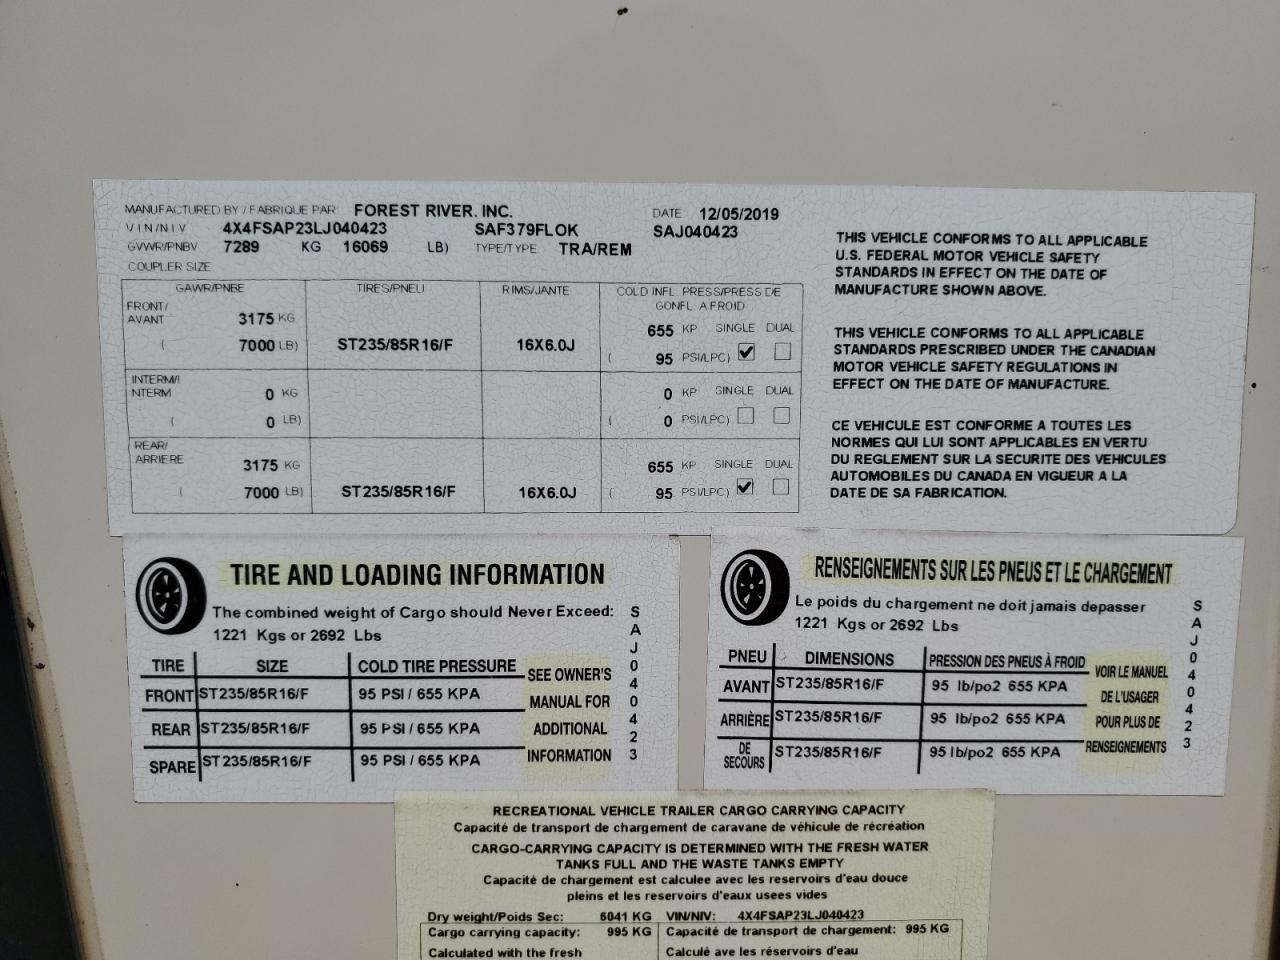 MANUFACTURED BY / FABRIQUE PAR FOREST RIVER, INC. DATE 12/05/2019
VIN/NIV 4X4FSAP23LJ040423 SAF379FLOK SAJ040423
GVWR/PNBV 7289 KG 16069 LB) TYPE/TYPE TRA/REM
COUPLER SIZE
GAWR/PNBE TIRES/PNEU RIMS/JANTE COLD INFL. PRESS/PRESS DE
GONFL. A FROID
FRONT/
AVANT 3175 KG 655 KP SINGLE DUAL
( 7000 LB) ST235/85R16/F 16X6.0J ( 95 PSI/LPC)
INTERM/I
NTERM 0 KG 0 KP SINGLE DUAL
( 0 LB) ( 0 PSI/LPC)
REAR/
ARRIERE 3175 KG 655 KP SINGLE DUAL
( 7000 LB) ST235/85R16/F 16X6.0J ( 95 PSI/LPC)
THIS VEHICLE CONFORMS TO ALL APPLICABLE
U.S. FEDERAL MOTOR VEHICLE SAFETY
STANDARDS IN EFFECT ON THE DATE OF
MANUFACTURE SHOWN ABOVE.
THIS VEHICLE CONFORMS TO ALL APPLICABLE
STANDARDS PRESCRIBED UNDER THE CANADIAN
MOTOR VEHICLE SAFETY REGULATIONS IN
EFFECT ON THE DATE OF MANUFACTURE.
CE VEHICULE EST CONFORME A TOUTES LES
NORMES QUI LUI SONT APPLICABLES EN VERTU
DU REGLEMENT SUR LA SECURITE DES VEHICULES
AUTOMOBILES DU CANADA EN VIGUEUR A LA
DATE DE SA FABRICATION.
TIRE AND LOADING INFORMATION
The combined weight of Cargo should Never Exceed:
1221 Kgs or 2692 Lbs
TIRE SIZE COLD TIRE PRESSURE
FRONT ST235/85R16/F 95 PSI / 655 KPA
REAR ST235/85R16/F 95 PSI / 655 KPA
SPARE ST235/85R16/F 95 PSI / 655 KPA
SEE OWNER'S
MANUAL FOR
ADDITIONAL
INFORMATION
SAJ040423
RENSEIGNEMENTS SUR LES PNEUS ET LE CHARGEMENT
Le poids du chargement ne doit jamais depasser
1221 Kgs or 2692 Lbs
PNEU DIMENSIONS PRESSION DES PNEUS À FROID
AVANT ST235/85R16/F 95 lb/po2 655 KPA
ARRIÈRE ST235/85R16/F 95 lb/po2 655 KPA
DE
SECOURS ST235/85R16/F 95 lb/po2 655 KPA
VOIR LE MANUEL
DE L'USAGER
POUR PLUS DE
RENSEIGNEMENTS
SAJ040423
RECREATIONAL VEHICLE TRAILER CARGO CARRYING CAPACITY
Capacité de transport de chargement de caravane de véhicule de récréation
CARGO-CARRYING CAPACITY IS DETERMINED WITH THE FRESH WATER
TANKS FULL AND THE WASTE TANKS EMPTY
Capacité de chargement est calculee avec les reservoirs d'eau douce
pleins et les reservoirs d'eaux usees vides
Dry weight/Poids Sec: 6041 KG VIN/NIV: 4X4FSAP23LJ040423
Cargo carrying capacity: 995 KG Capacité de transport de chargement: 995 KG
Calculated with the fresh Calculé ave les réservoirs d'eau